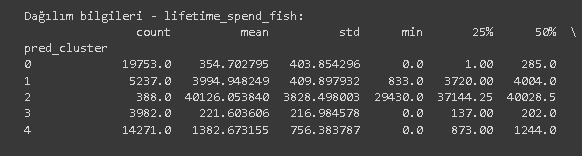 Dağılım bilgileri - lifetime_spend_fish:
count mean std min 25% 50% \
pred_cluster
0 19753.0 354.702795 403.854296 0.0 1.00 285.0
1 5237.0 3994.948249 409.897932 833.0 3720.00 4004.0
2 388.0 40126.053840 3828.498003 29430.0 37144.25 40028.5
3 3982.0 221.603606 216.984578 0.0 137.00 202.0
4 14271.0 1382.673155 756.383787 0.0 873.00 1244.0